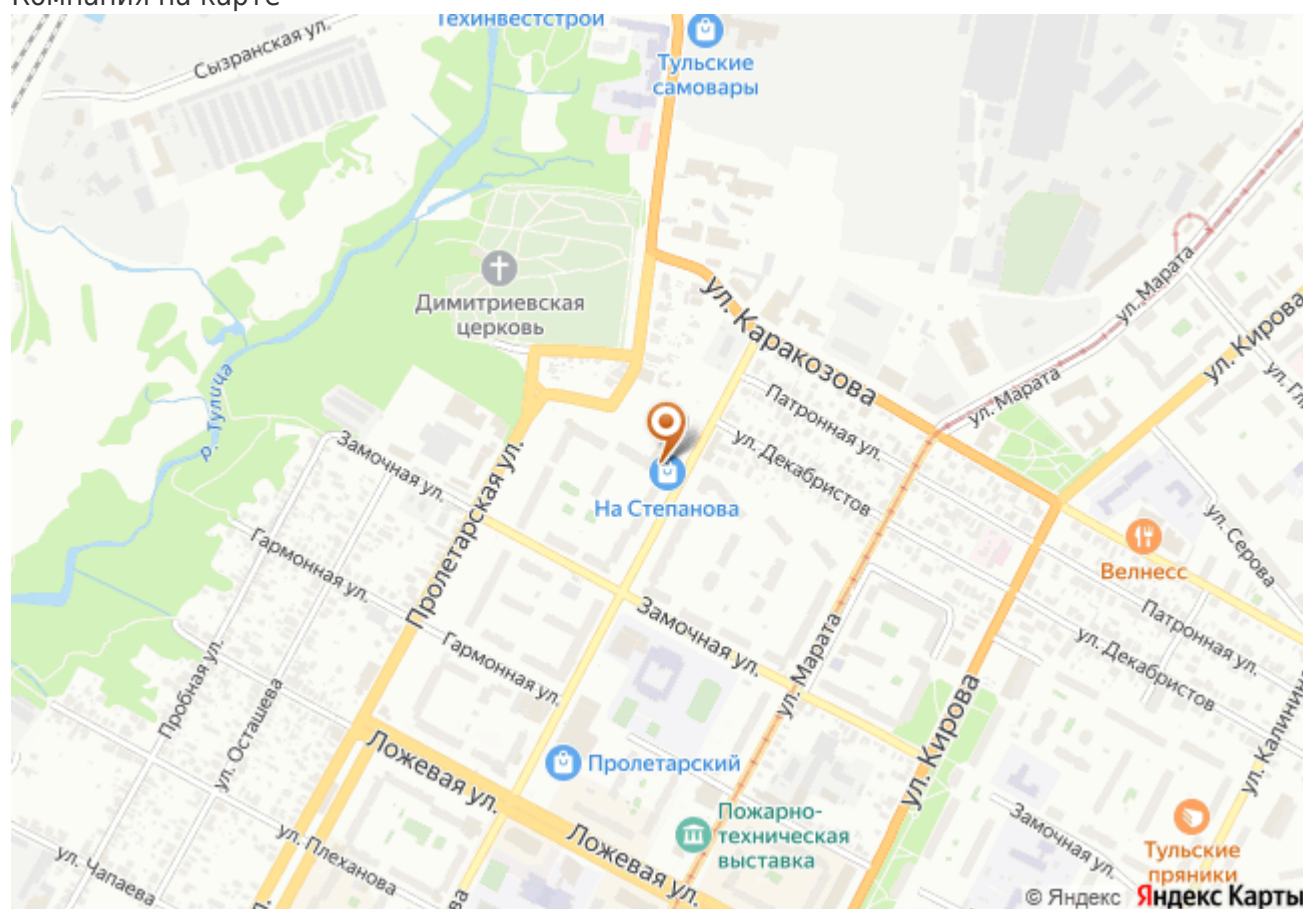 Компания на карте
Техинвестстрой
Сызранская ул.
Тульские
самовары
Димитриевская
церковь
ул. Каракозова
ул. Марата
ул. Кирова
р. Тулица
ул. Марата
Патронная ул.
ул. Декабристов
Замочная ул.
Пролетарская ул.
На Степанова
Гармонная ул.
Велнесс
ул. Серова
Замочная ул.
Патронная ул.
ул. Декабристов
Гармонная ул.
ул. Марата
Пробная ул.
ул. Осташева
ул. Кирова
Ложевая ул.
Пролетарский
Пожарно-
техническая
выставка
ул. Плеханова
Ложевая ул.
ул. Чапаева
Замочная ул.
Тульские
пряники
© Яндекс Яндекс Карты